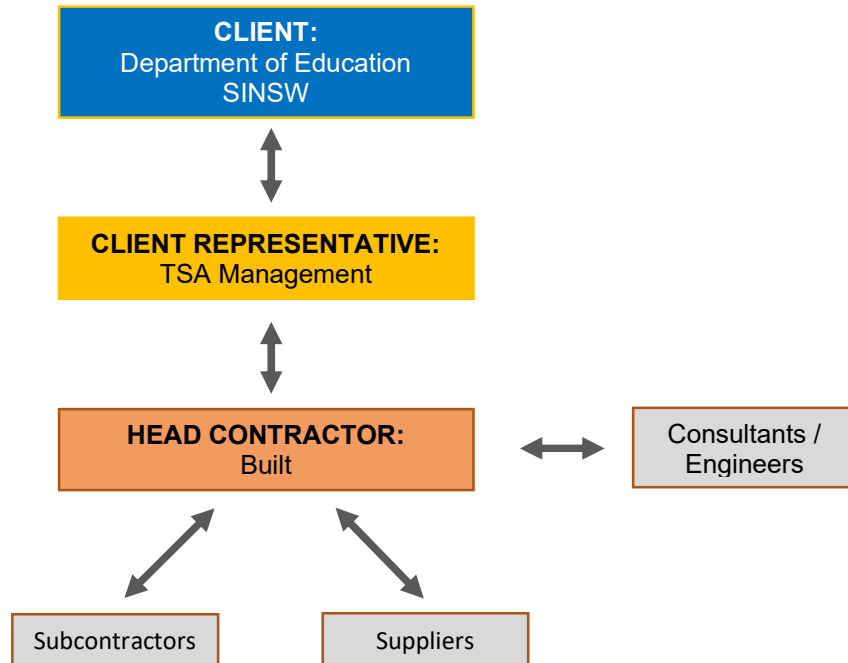 CLIENT:
Department of Education
SINSW
CLIENT REPRESENTATIVE:
TSA Management
HEAD CONTRACTOR:
Built
Consultants /
Engineers
Subcontractors
Suppliers